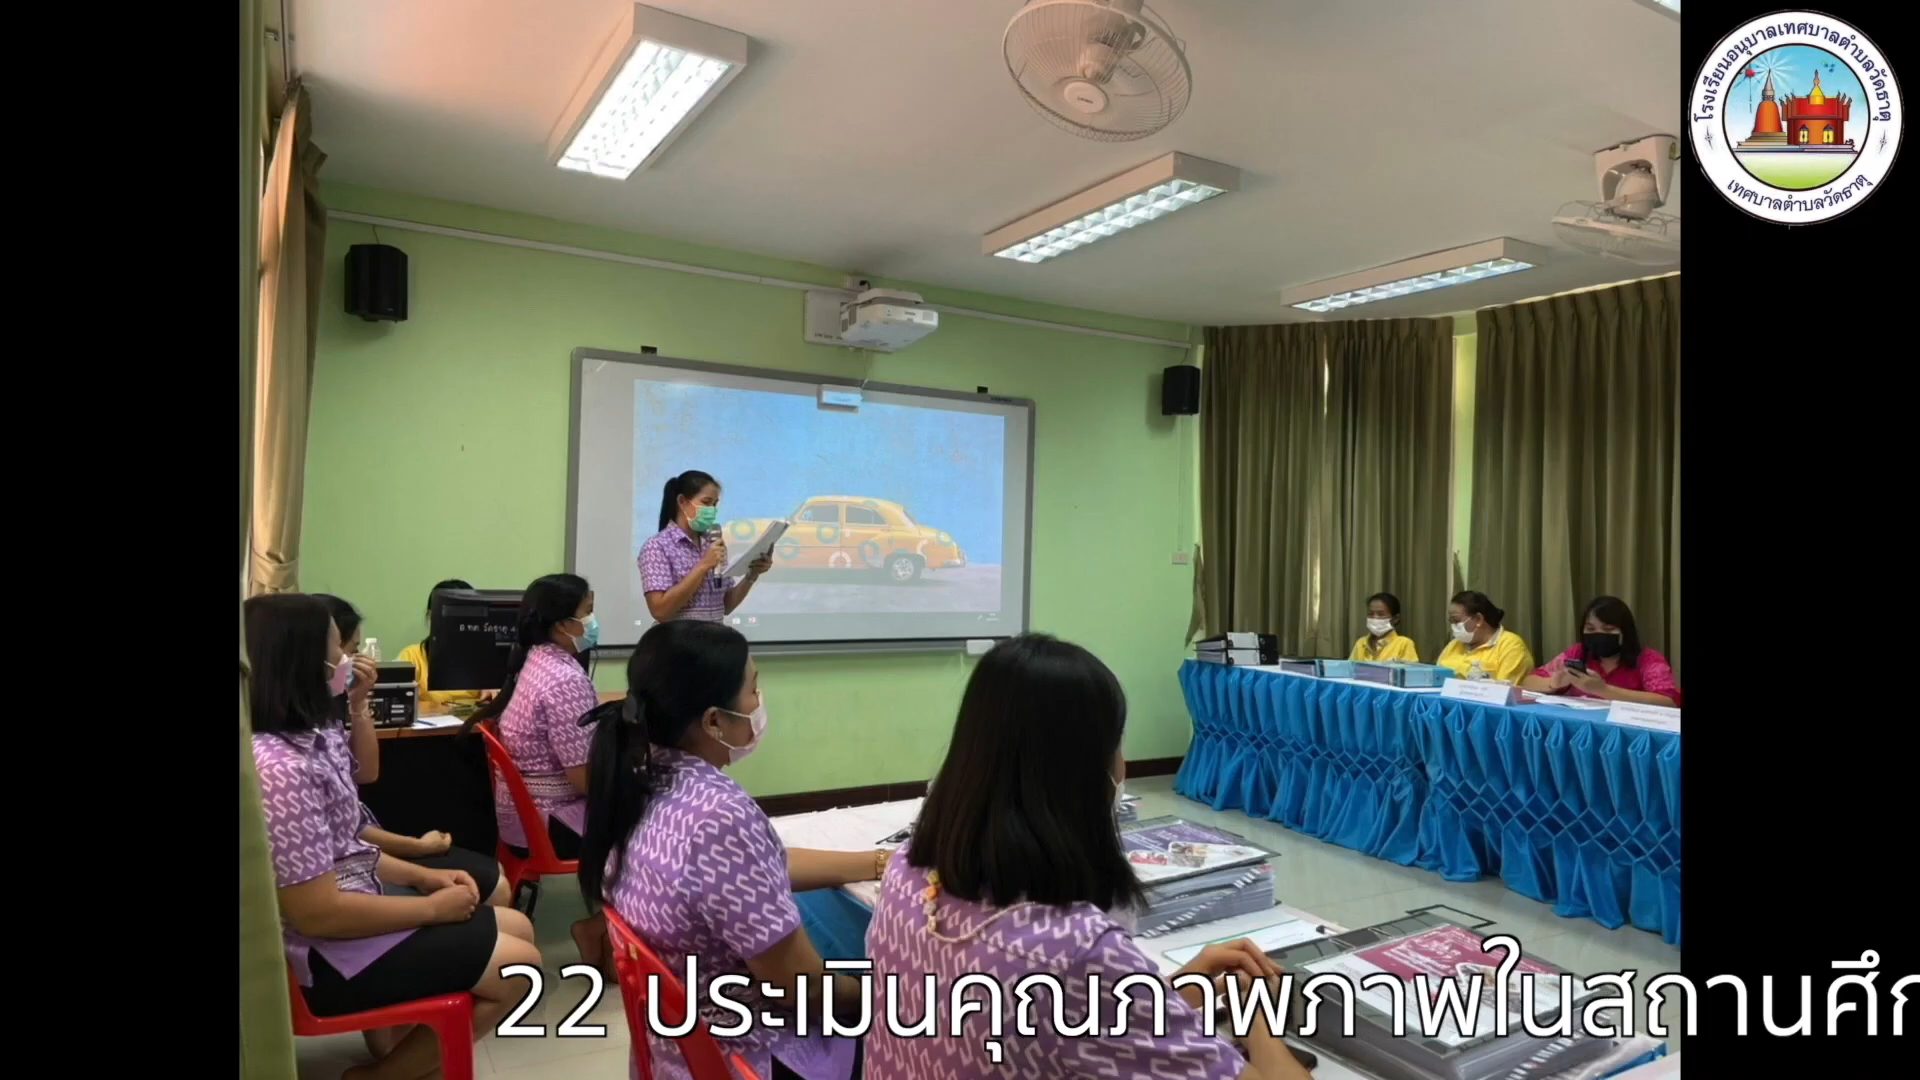 โรงเรียนอนุบาลเทศบาลตำบลวัดธาตุ
เทศบาลตำบลวัดธาตุ
22 ประเมินคุณภาพภาพในสถานศึก